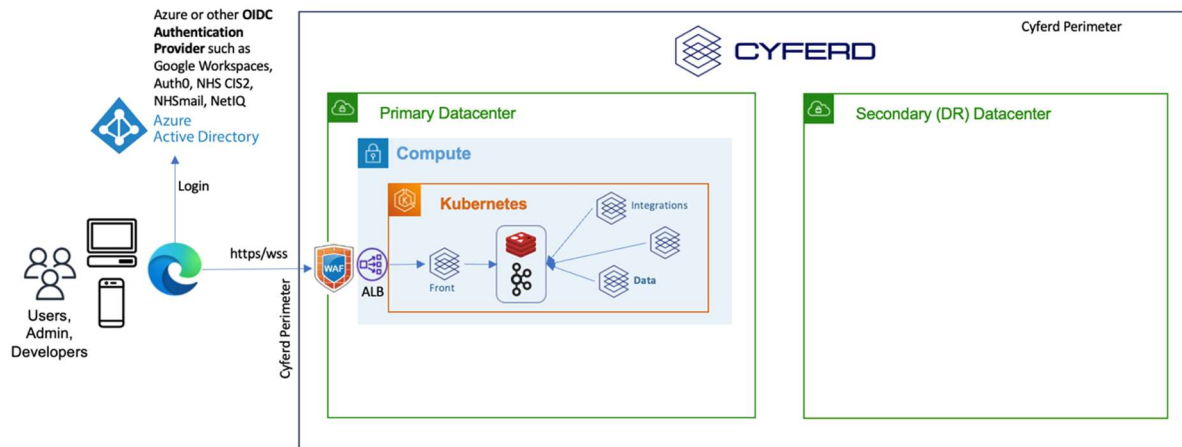 Azure or other OIDC
Authentication
Provider such as
Google Workspaces,
Auth0, NHS CIS2,
NHSmail, NetIQ
Azure
Active Directory
Login
Users,
Admin,
Developers
https/wss
Cyferd Perimeter
Cyferd Perimeter
CYFERD
Primary Datacenter
Compute
Kubernetes
WAF
ALB
Front
Integrations
Data
K
Secondary (DR) Datacenter